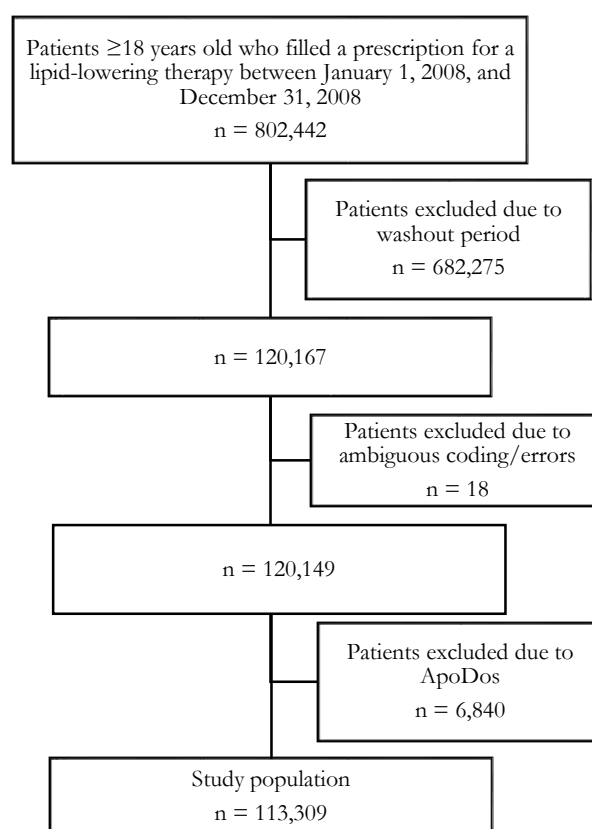 Patients ≥18 years old who filled a prescription for a
lipid-lowering therapy between January 1, 2008, and
December 31, 2008
n = 802,442
Patients excluded due to
washout period
n = 682,275
n = 120,167
Patients excluded due to
ambiguous coding/errors
n = 18
n = 120,149
Patients excluded due to
ApoDos
n = 6,840
Study population
n = 113,309